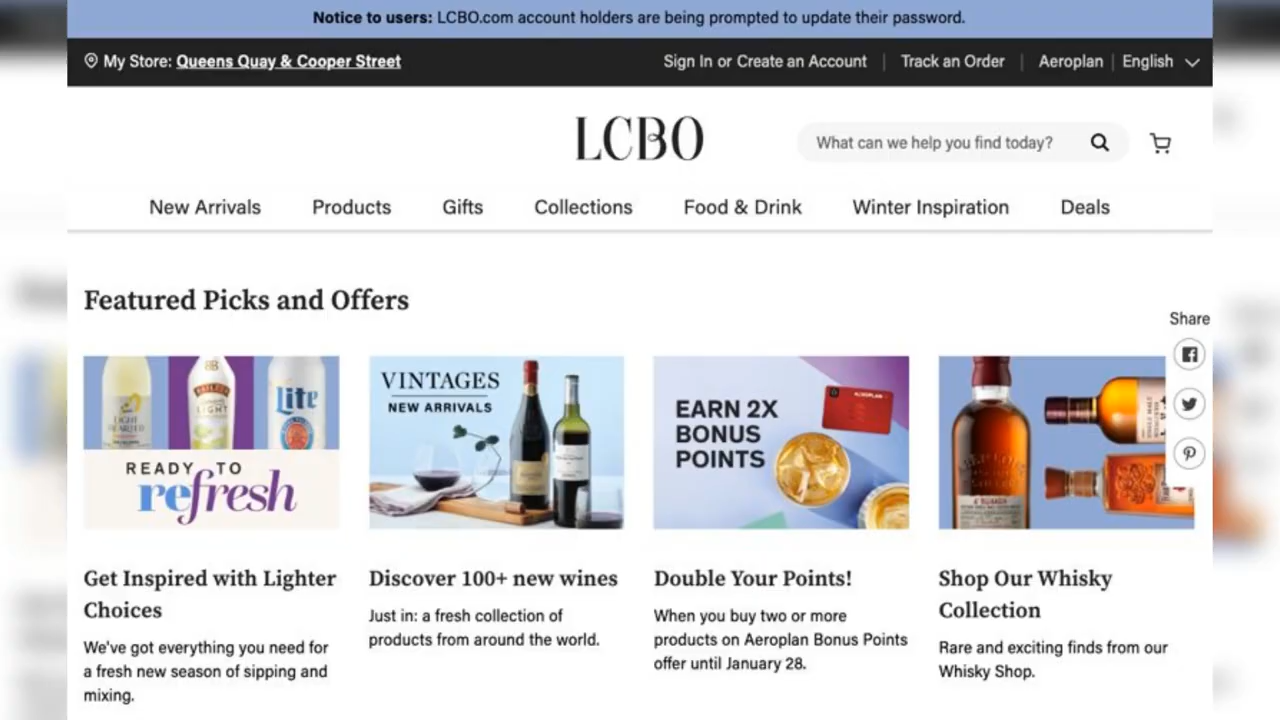 Notice to users: LCBO.com account holders are being prompted to update their password.
My Store: Queens Quay & Cooper Street
Sign In or Create an Account | Track an Order | Aeroplan | English
LCBO
What can we help you find today?
New Arrivals Products Gifts Collections Food & Drink Winter Inspiration Deals
Featured Picks and Offers
Share
BAILEYS
LIGHT
Lite
READY TO
refresh
VINTAGES
NEW ARRIVALS
EARN 2X
BONUS
POINTS
AEROPLAN
Get Inspired with Lighter
Choices
We've got everything you need for
a fresh new season of sipping and
mixing.
Discover 100+ new wines
Just in: a fresh collection of
products from around the world.
Double Your Points!
When you buy two or more
products on Aeroplan Bonus Points
offer until January 28.
Shop Our Whisky
Collection
Rare and exciting finds from our
Whisky Shop.